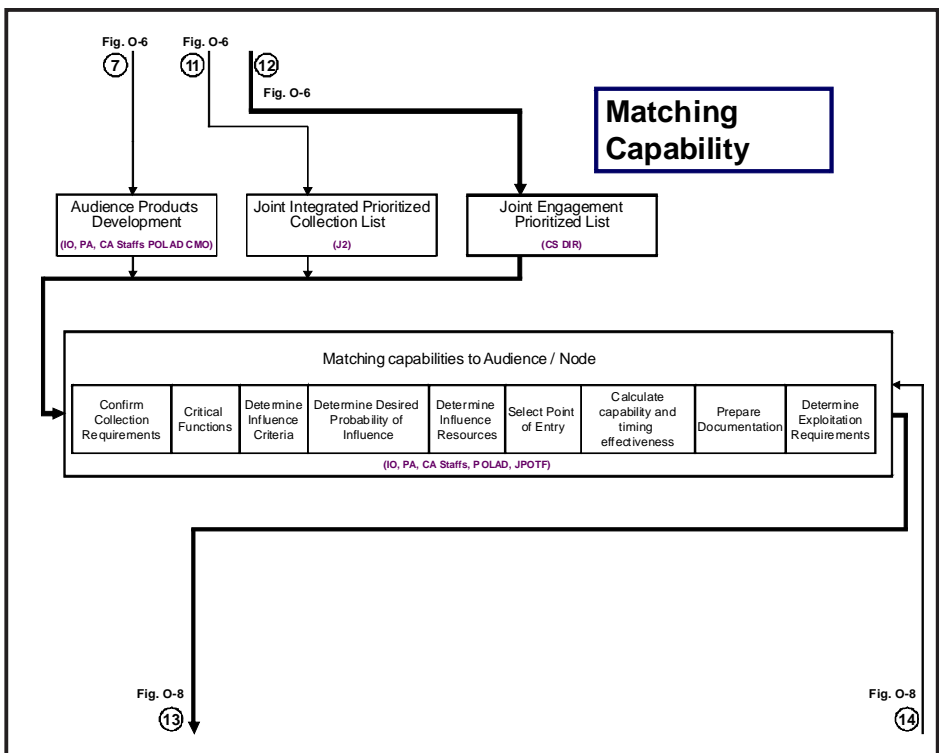 Fig. O-6
7
Fig. O-6
11
12
Fig. O-6
Matching
Capability
Audience Products
Development
(IO, PA, CA Staffs POLAD CMO)
Joint Integrated Prioritized
Collection List
(J2)
Joint Engagement
Prioritized List
(CS DIR)
Matching capabilities to Audience / Node
Confirm
Collection
Requirements
Critical
Functions
Determine
Influence
Criteria
Determine Desired
Probability of
Influence
Determine
Influence
Resources
Select Point
of Entry
Calculate
capability and
timing
effectiveness
Prepare
Documentation
Determine
Exploitation
Requirements
(IO, PA, CA Staffs, POLAD, JPOTF)
Fig. O-8
13
Fig. O-8
14